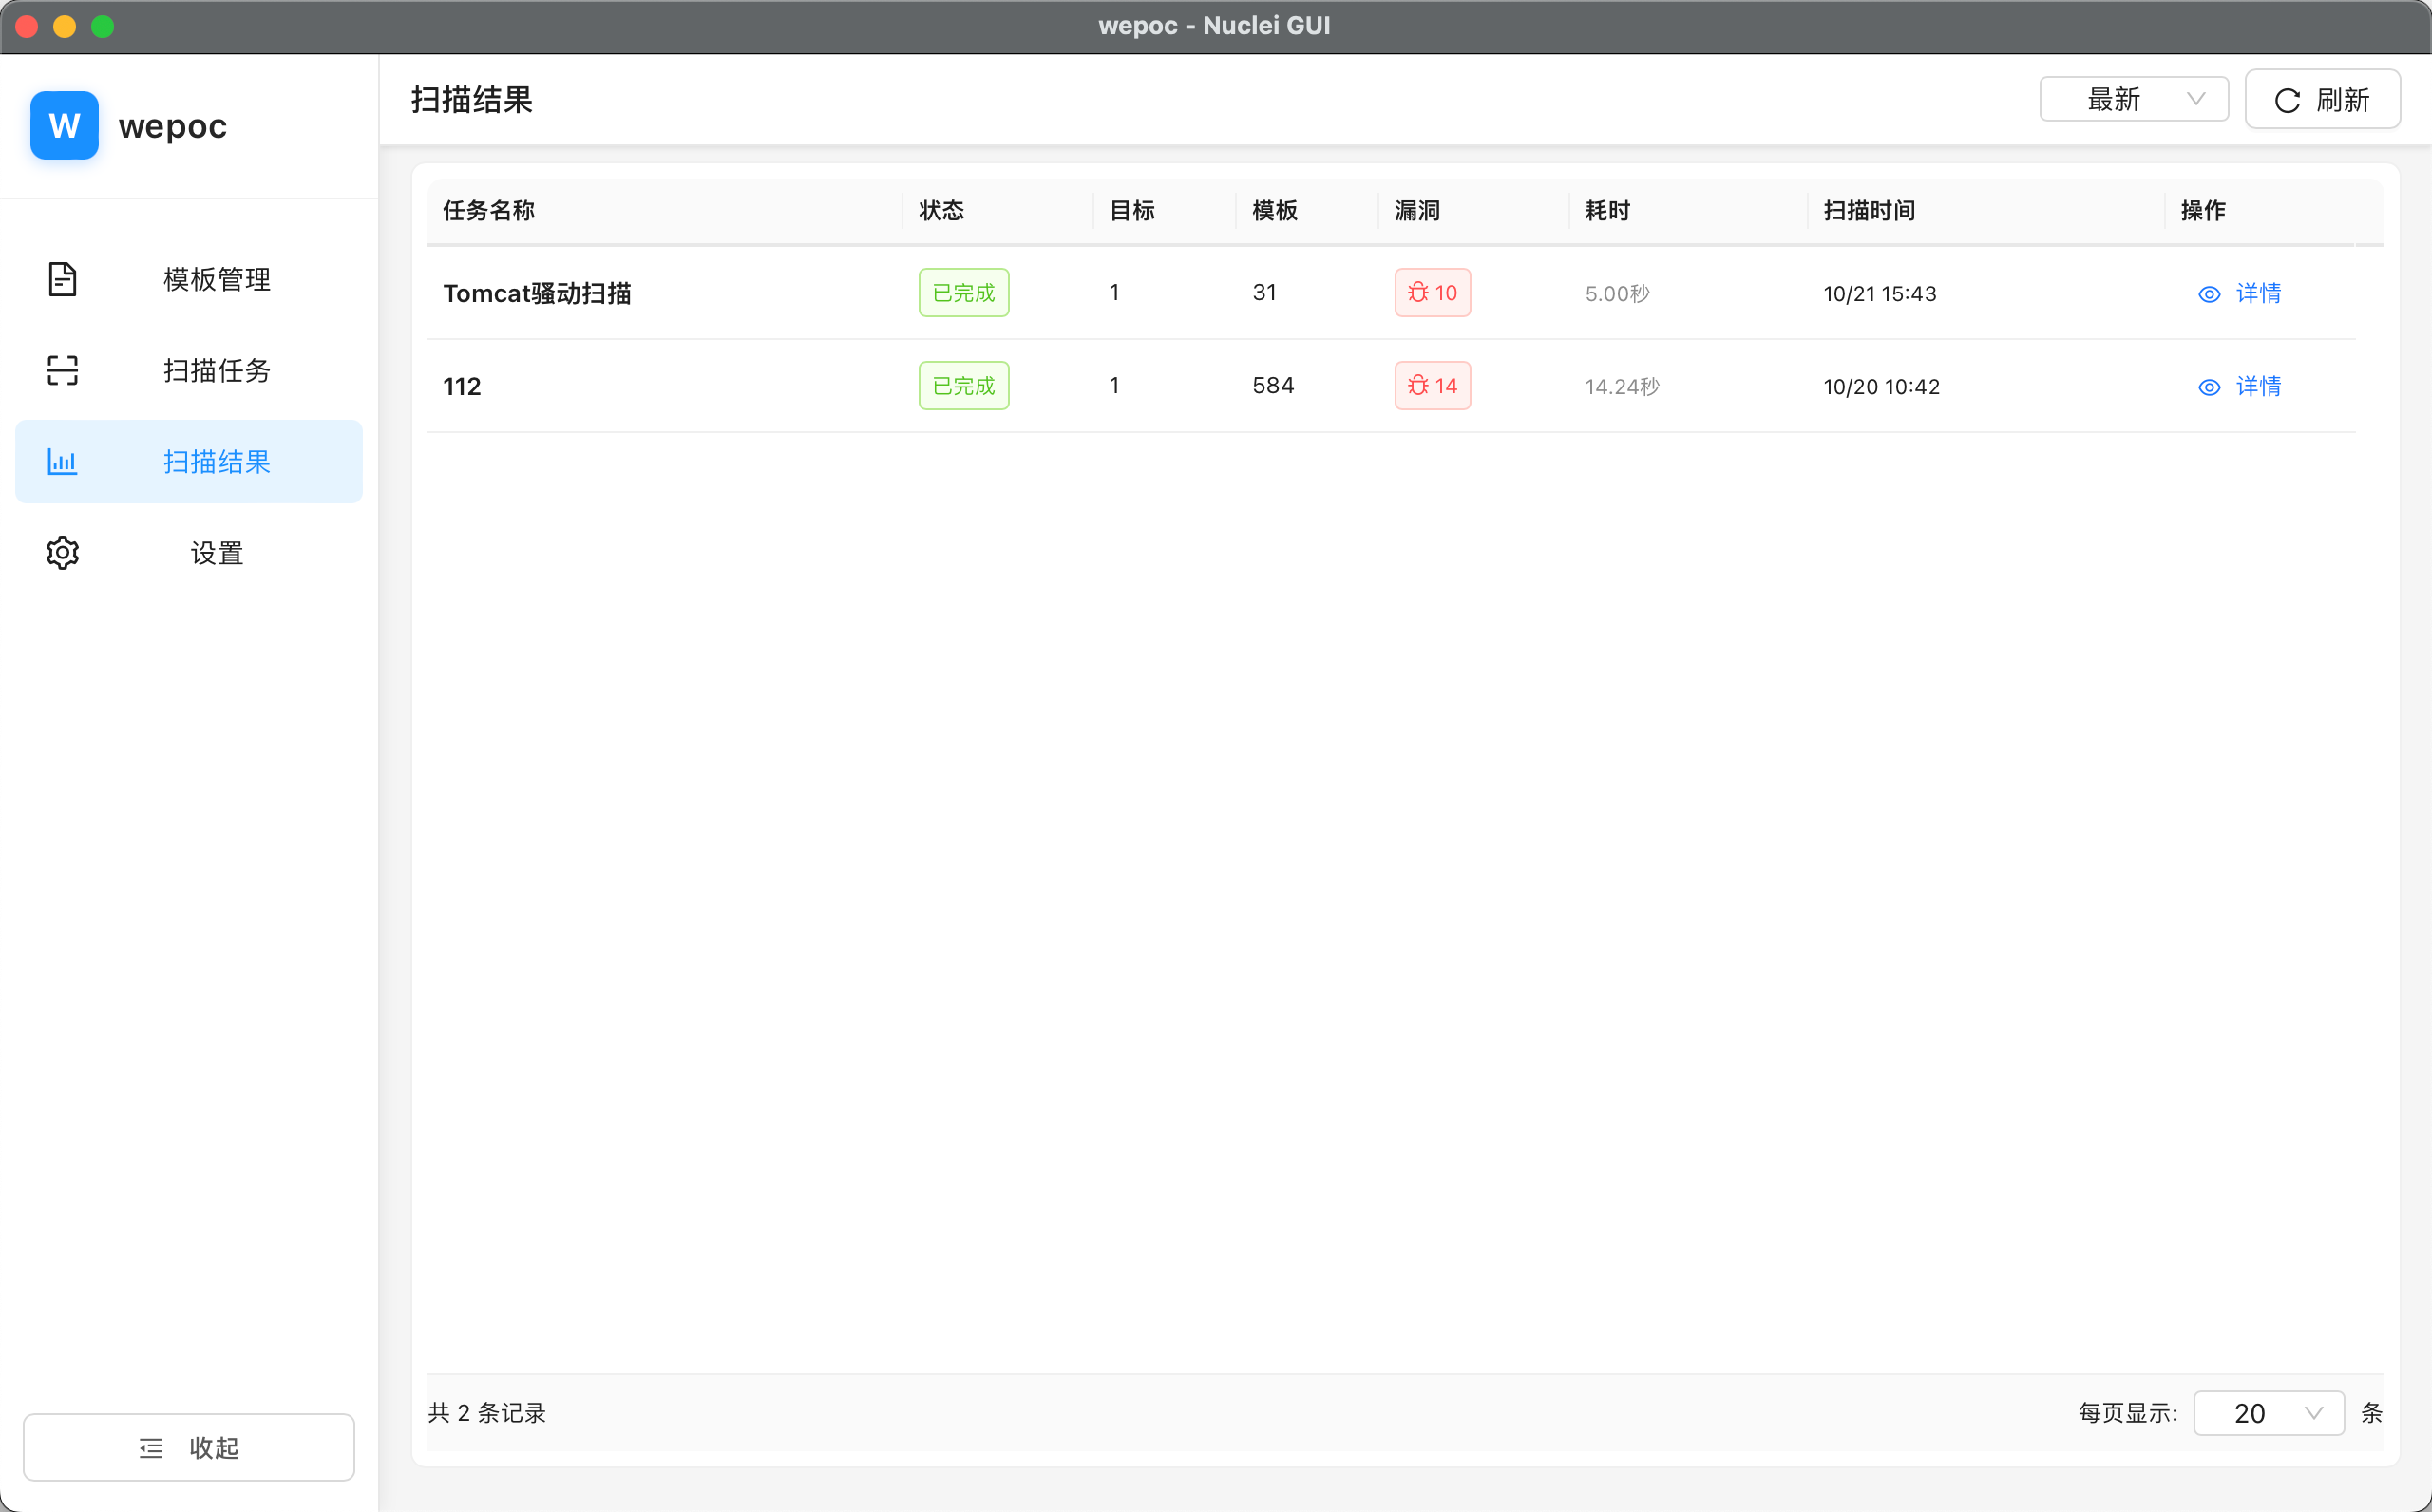 wepoc - Nuclei GUI
W wepoc
模板管理
扫描任务
扫描结果
设置
收起
扫描结果 最新 刷新
任务名称 状态 目标 模板 漏洞 耗时 扫描时间 操作
Tomcat骚动扫描 已完成 1 31 10 5.00秒 10/21 15:43 详情
112 已完成 1 584 14 14.24秒 10/20 10:42 详情
共 2 条记录 每页显示: 20 条